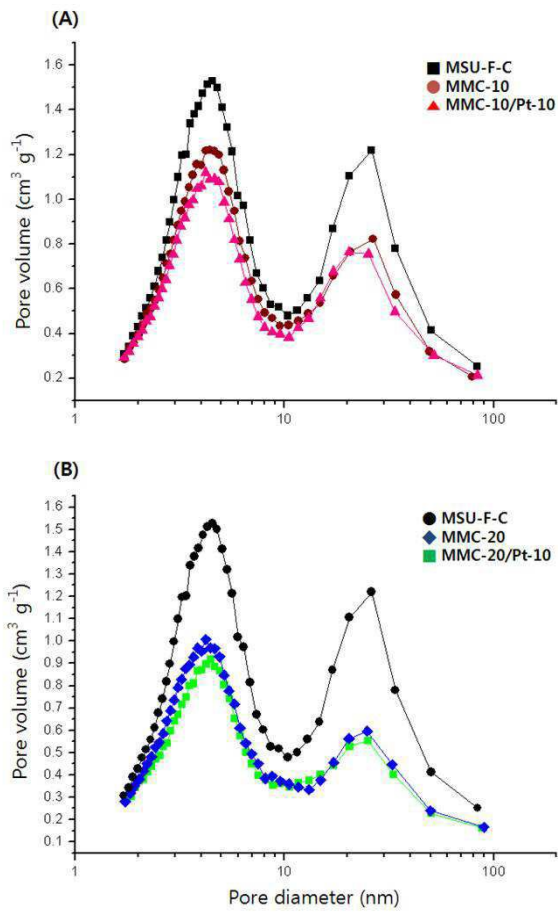 (A)
MSU-F-C
MMC-10
MMC-10/Pt-10
Pore volume (cm³ g⁻¹)
1.6
1.4
1.2
1.0
0.8
0.6
0.4
0.2
1
10
100
(B)
MSU-F-C
MMC-20
MMC-20/Pt-10
Pore volume (cm³ g⁻¹)
1.6
1.5
1.4
1.3
1.2
1.1
1.0
0.9
0.8
0.7
0.6
0.5
0.4
0.3
0.2
0.1
1
10
100
Pore diameter (nm)